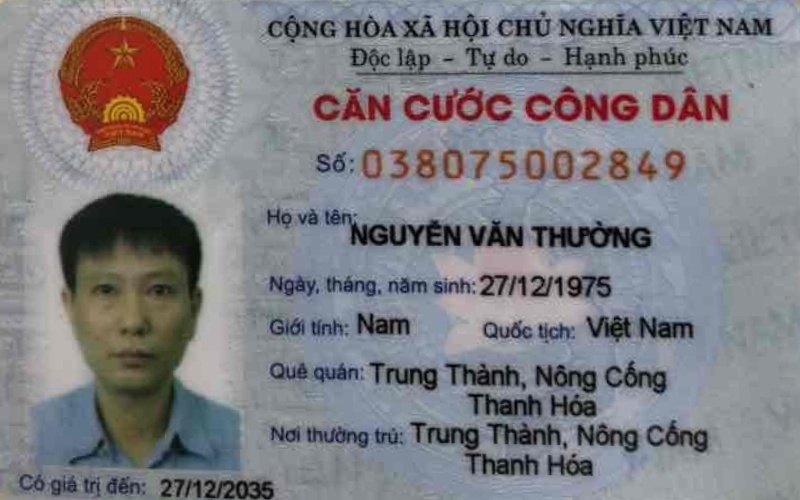 CỘNG HÒA XÃ HỘI CHỦ NGHĨA VIỆT NAM
Độc lập - Tự do - Hạnh phúc
CĂN CƯỚC CÔNG DÂN
Số: 038075002849
Họ và tên: NGUYỄN VĂN THƯỜNG
Ngày, tháng, năm sinh: 27/12/1975
Giới tính: Nam Quốc tịch: Việt Nam
Quê quán: Trung Thành, Nông Cống
Thanh Hóa
Nơi thường trú: Trung Thành, Nông Cống
Thanh Hóa
Có giá trị đến: 27/12/2035